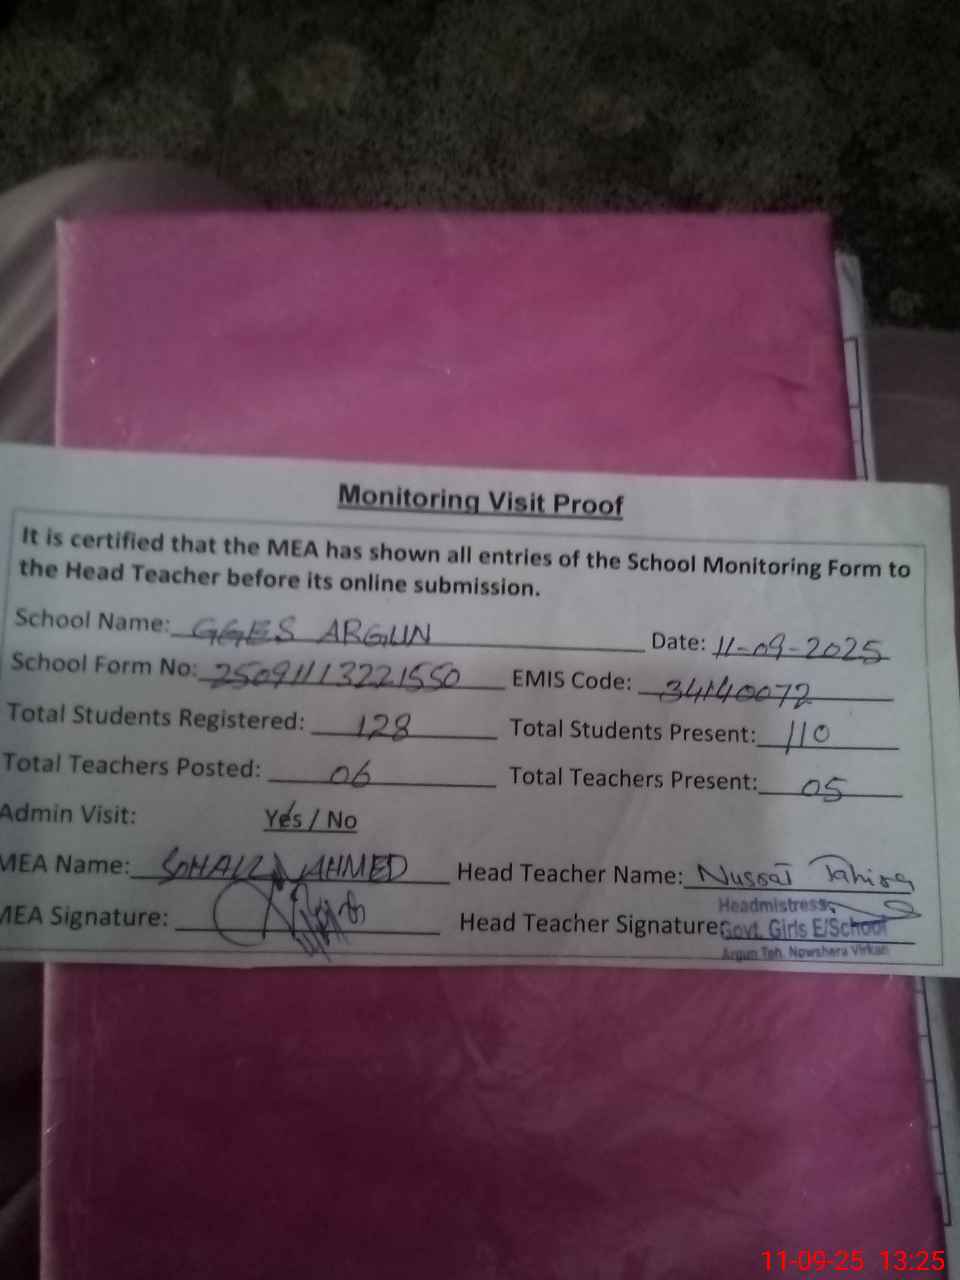 Monitoring Visit Proof
It is certified that the MEA has shown all entries of the School Monitoring Form to
the Head Teacher before its online submission.
School Name: GGES ARGUN Date: 11-09-2025
School Form No: 25091113221550 EMIS Code: 34140072
Total Students Registered: 128 Total Students Present: 110
Total Teachers Posted: 06 Total Teachers Present: 05
Admin Visit: Yes / No
MEA Name: SOHAIL AHMED Head Teacher Name: Nussrat Tahira
MEA Signature: Head Teacher Signature:
Headmistress
Govt. Girls E/School
Argun Teh. Nowshera Virkan
11-09-25 13:25